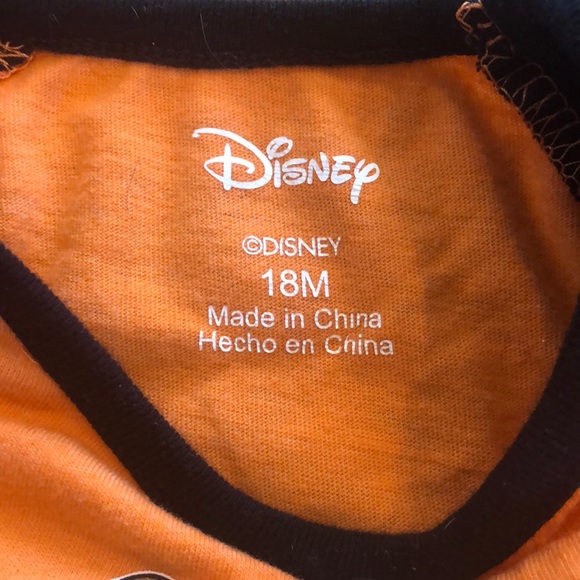 Disney
©DISNEY
18M
Made in China
Hecho en China